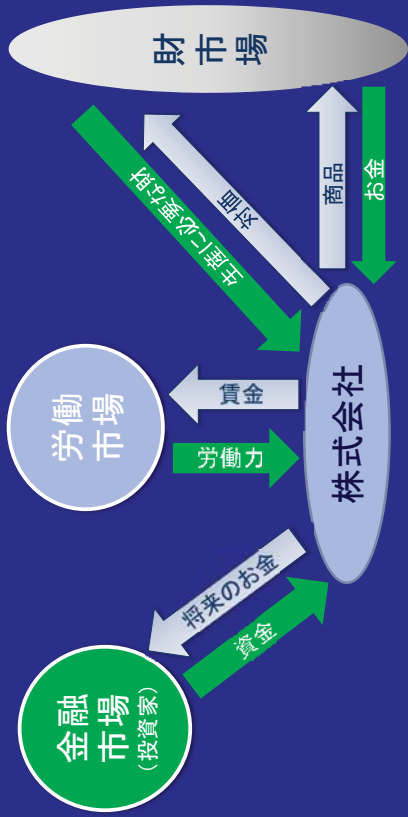 財
市
場
生産に必要な財
対価
商品
お金
労働
市場
賃金
労働力
株式会社
将来のお金
資金
金融
市場
（投資家）